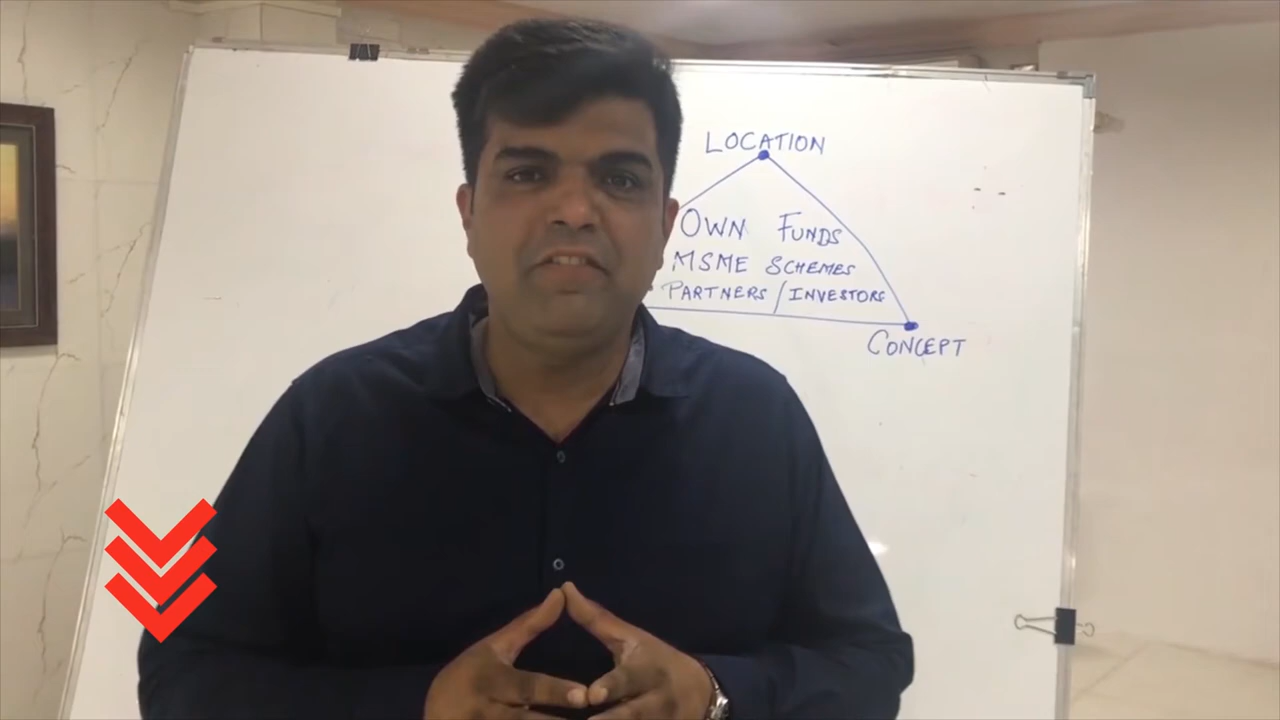 LOCATION
OWN FUNDS
MSME SCHEMES
PARTNERS / INVESTORS
CONCEPT